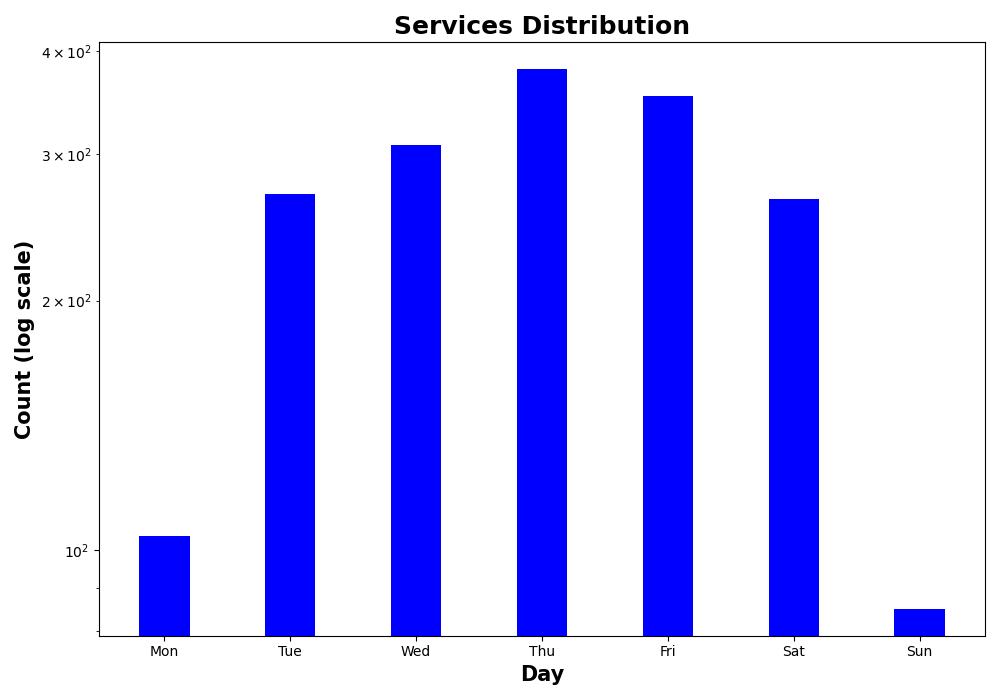 Services Distribution
Count (log scale)
4 × 10²
3 × 10²
2 × 10²
10²
Mon Tue Wed Thu Fri Sat Sun
Day